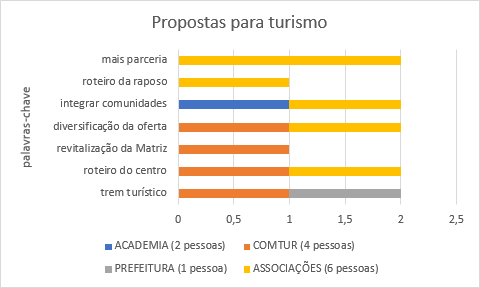 Propostas para turismo
palavras-chave
mais parceria
roteiro da raposo
integrar comunidades
diversificação da oferta
revitalização da Matriz
roteiro do centro
trem turístico
0 0,5 1 1,5 2 2,5
ACADEMIA (2 pessoas) COMTUR (4 pessoas)
PREFEITURA (1 pessoa) ASSOCIAÇÕES (6 pessoas)